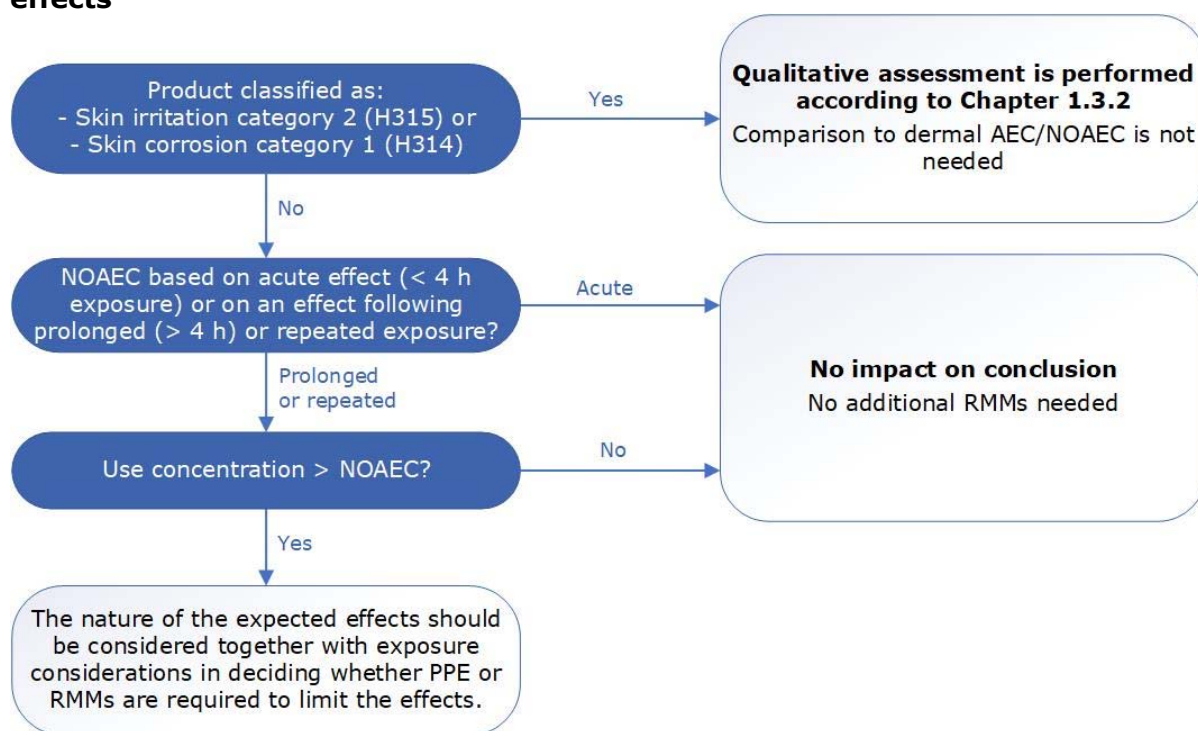 effects
Product classified as:
- Skin irritation category 2 (H315) or
- Skin corrosion category 1 (H314)
Yes
Qualitative assessment is performed
according to Chapter 1.3.2
Comparison to dermal AEC/NOAEC is not
needed
No
NOAEC based on acute effect (< 4 h
exposure) or on an effect following
prolonged (> 4 h) or repeated exposure?
Acute
No impact on conclusion
No additional RMMs needed
Prolonged
or repeated
Use concentration > NOAEC?
No
Yes
The nature of the expected effects should
be considered together with exposure
considerations in deciding whether PPE or
RMMs are required to limit the effects.